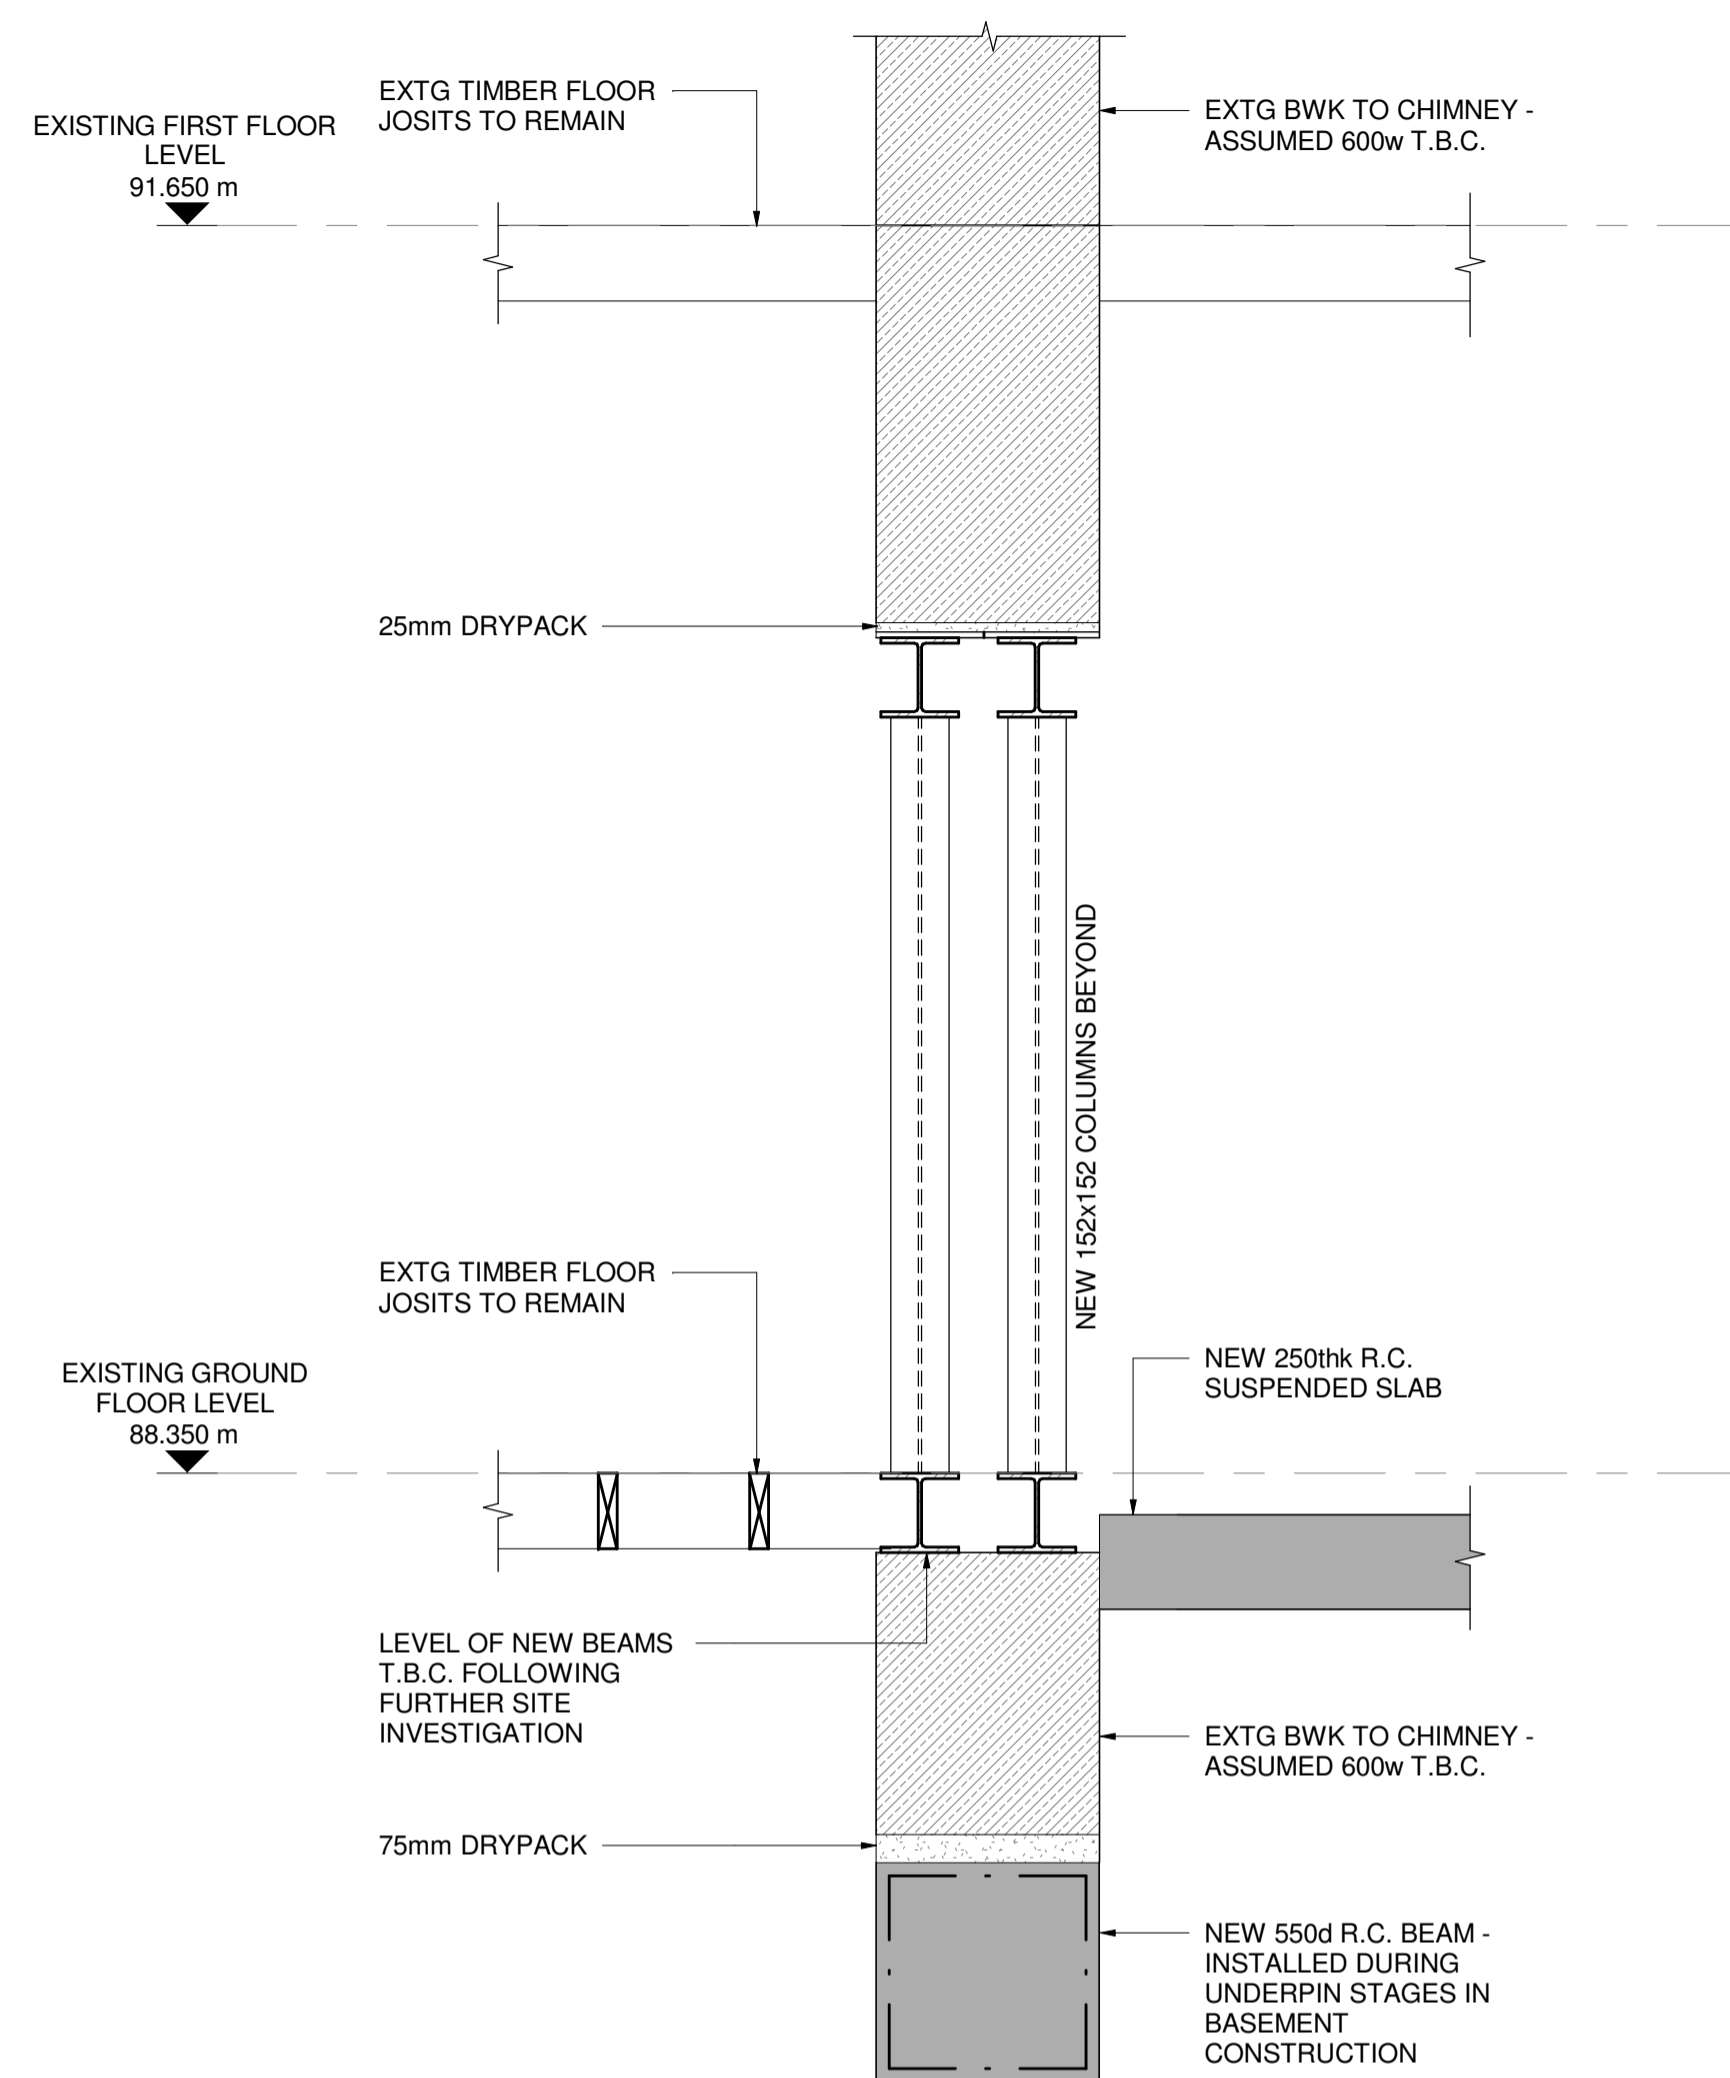 EXTG TIMBER FLOOR
JOSITS TO REMAIN
EXTG BWK TO CHIMNEY -
ASSUMED 600w T.B.C.
EXISTING FIRST FLOOR
LEVEL
91.650 m
25mm DRYPACK
NEW 152x152 COLUMNS BEYOND
EXTG TIMBER FLOOR
JOSITS TO REMAIN
NEW 250thk R.C.
SUSPENDED SLAB
EXISTING GROUND
FLOOR LEVEL
88.350 m
LEVEL OF NEW BEAMS
T.B.C. FOLLOWING
FURTHER SITE
INVESTIGATION
EXTG BWK TO CHIMNEY -
ASSUMED 600w T.B.C.
75mm DRYPACK
NEW 550d R.C. BEAM -
INSTALLED DURING
UNDERPIN STAGES IN
BASEMENT
CONSTRUCTION